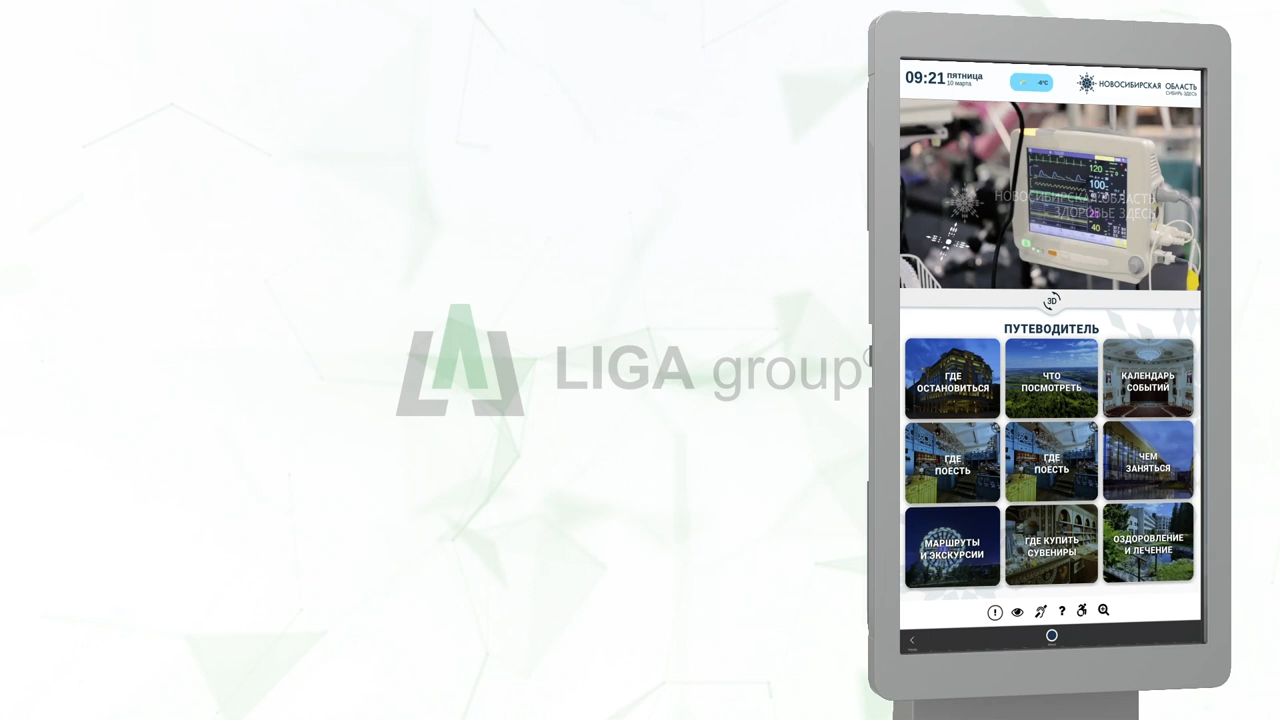 LIGA group
09:21 пятница
10 марта
-6°C
НОВОСИБИРСКАЯ ОБЛАСТЬ
СИБИРЬ ЗДЕСЬ
120
100
40
НОВОСИБИРСКАЯ ОБЛАСТЬ
ЗДОРОВЬЕ ЗДЕСЬ
3D
ПУТЕВОДИТЕЛЬ
ГДЕ
ОСТАНОВИТЬСЯ
ЧТО
ПОСМОТРЕТЬ
КАЛЕНДАРЬ
СОБЫТИЙ
ГДЕ
ПОЕСТЬ
ГДЕ
ПОЕСТЬ
ЧЕМ
ЗАНЯТЬСЯ
МАРШРУТЫ
И ЭКСКУРСИИ
ГДЕ КУПИТЬ
СУВЕНИРЫ
ОЗДОРОВЛЕНИЕ
И ЛЕЧЕНИЕ